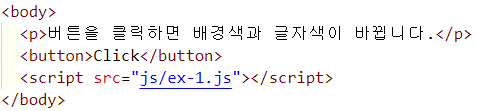 <body>
<p>버튼을 클릭하면 배경색과 글자색이 바뀝니다.</p>
<button>Click</button>
<script src="js/ex-1.js"></script>
</body>